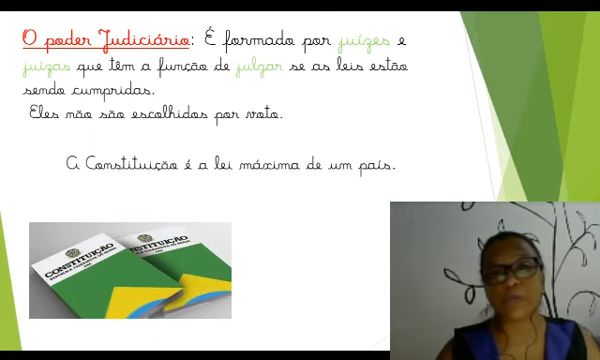 O poder Judiciário: É formado por juízes e
juízas que têm a função de julgar se as leis estão
sendo cumpridas.
Eles não são escolhidos por voto.
A Constituição é a lei máxima de um país.
CONSTITUIÇÃO
CONSTITUIÇÃO